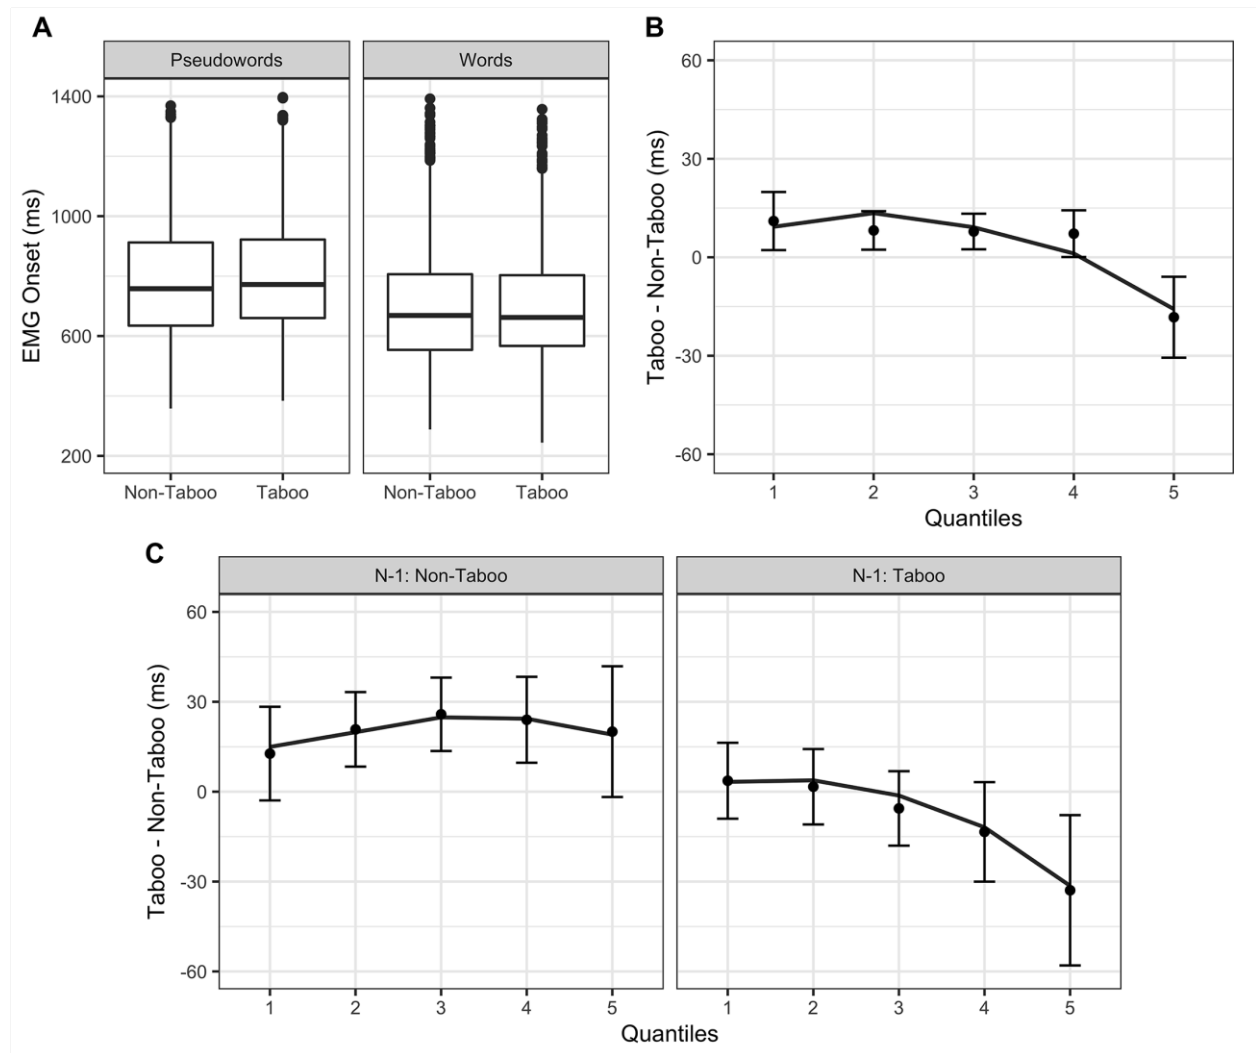 A
Pseudowords
Words
EMG Onset (ms)
1400
1000
600
200
Non-Taboo
Taboo
Non-Taboo
Taboo
B
Taboo - Non-Taboo (ms)
60
30
0
-30
-60
1 2 3 4 5
Quantiles
C
N-1: Non-Taboo
N-1: Taboo
Taboo - Non-Taboo (ms)
60
30
0
-30
-60
1 2 3 4 5
1 2 3 4 5
Quantiles